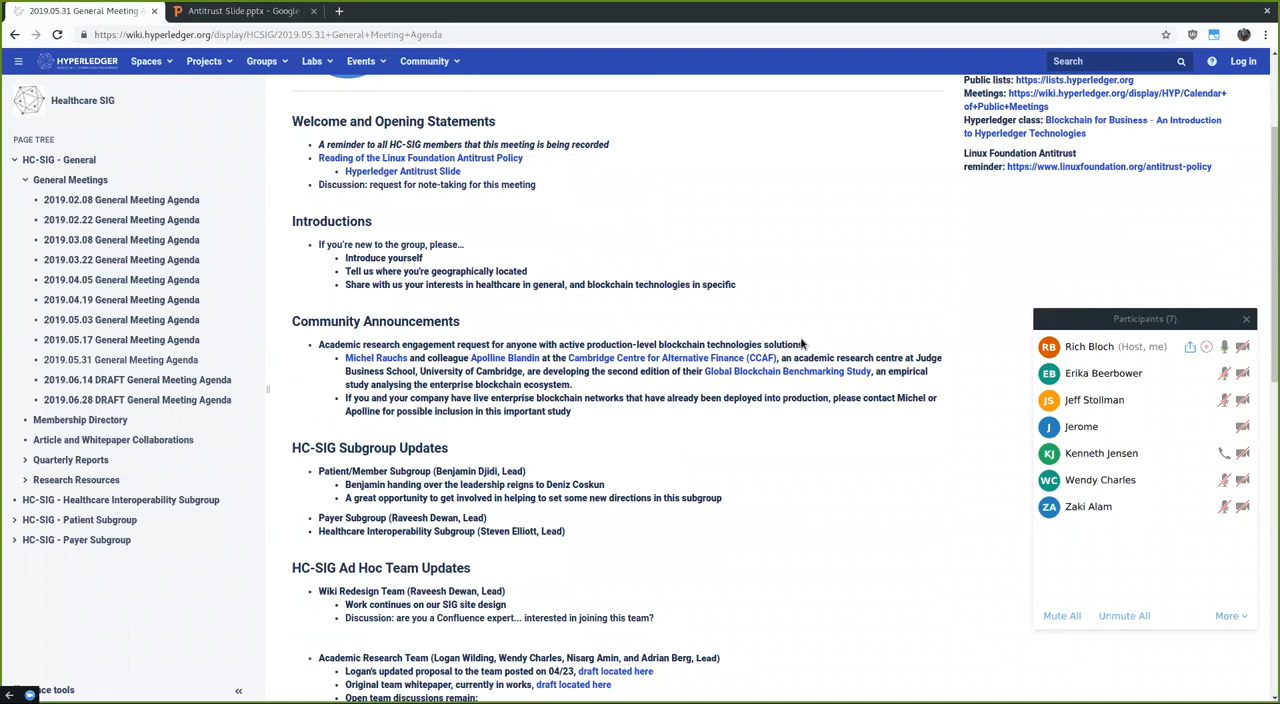 2019.05.31 General Meeting A
Antitrust Slide.pptx - Google
https://wiki.hyperledger.org/display/HCSIG/2019.05.31+General+Meeting+Agenda
HYPERLEDGER
Spaces
Projects
Groups
Labs
Events
Community
Search
Log in
Healthcare SIG
PAGE TREE
HC-SIG - General
General Meetings
2019.02.08 General Meeting Agenda
2019.02.22 General Meeting Agenda
2019.03.08 General Meeting Agenda
2019.03.22 General Meeting Agenda
2019.04.05 General Meeting Agenda
2019.04.19 General Meeting Agenda
2019.05.03 General Meeting Agenda
2019.05.17 General Meeting Agenda
2019.05.31 General Meeting Agenda
2019.06.14 DRAFT General Meeting Agenda
2019.06.28 DRAFT General Meeting Agenda
Membership Directory
Article and Whitepaper Collaborations
Quarterly Reports
Research Resources
HC-SIG - Healthcare Interoperability Subgroup
HC-SIG - Patient Subgroup
HC-SIG - Payer Subgroup
ce tools
Welcome and Opening Statements
A reminder to all HC-SIG members that this meeting is being recorded
Reading of the Linux Foundation Antitrust Policy
Hyperledger Antitrust Slide
Discussion: request for note-taking for this meeting
Introductions
If you're new to the group, please...
Introduce yourself
Tell us where you're geographically located
Share with us your interests in healthcare in general, and blockchain technologies in specific
Community Announcements
Academic research engagement request for anyone with active production-level blockchain technologies solutions
Michel Rauchs and colleague Apolline Blandin at the Cambridge Centre for Alternative Finance (CCAF), an academic research centre at Judge
Business School, University of Cambridge, are developing the second edition of their Global Blockchain Benchmarking Study, an empirical
study analysing the enterprise blockchain ecosystem.
If you and your company have live enterprise blockchain networks that have already been deployed into production, please contact Michel or
Apolline for possible inclusion in this important study
HC-SIG Subgroup Updates
Patient/Member Subgroup (Benjamin Djidi, Lead)
Benjamin handing over the leadership reigns to Deniz Coskun
A great opportunity to get involved in helping to set some new directions in this subgroup
Payer Subgroup (Raveesh Dewan, Lead)
Healthcare Interoperability Subgroup (Steven Elliott, Lead)
HC-SIG Ad Hoc Team Updates
Wiki Redesign Team (Raveesh Dewan, Lead)
Work continues on our SIG site design
Discussion: are you a Confluence expert... interested in joining this team?
Academic Research Team (Logan Wilding, Wendy Charles, Nisarg Amin, and Adrian Berg, Lead)
Logan's updated proposal to the team posted on 04/23, draft located here
Original team whitepaper, currently in works, draft located here
Open team discussions remain:
Public lists: https://lists.hyperledger.org
Meetings: https://wiki.hyperledger.org/display/HYP/Calendar+
of+Public+Meetings
Hyperledger class: Blockchain for Business - An Introduction
to Hyperledger Technologies
Linux Foundation Antitrust
reminder: https://www.linuxfoundation.org/antitrust-policy
Participants (7)
RB Rich Bloch (Host, me)
EB Erika Beerbower
JS Jeff Stollman
J Jerome
KJ Kenneth Jensen
WC Wendy Charles
ZA Zaki Alam
Mute All
Unmute All
More